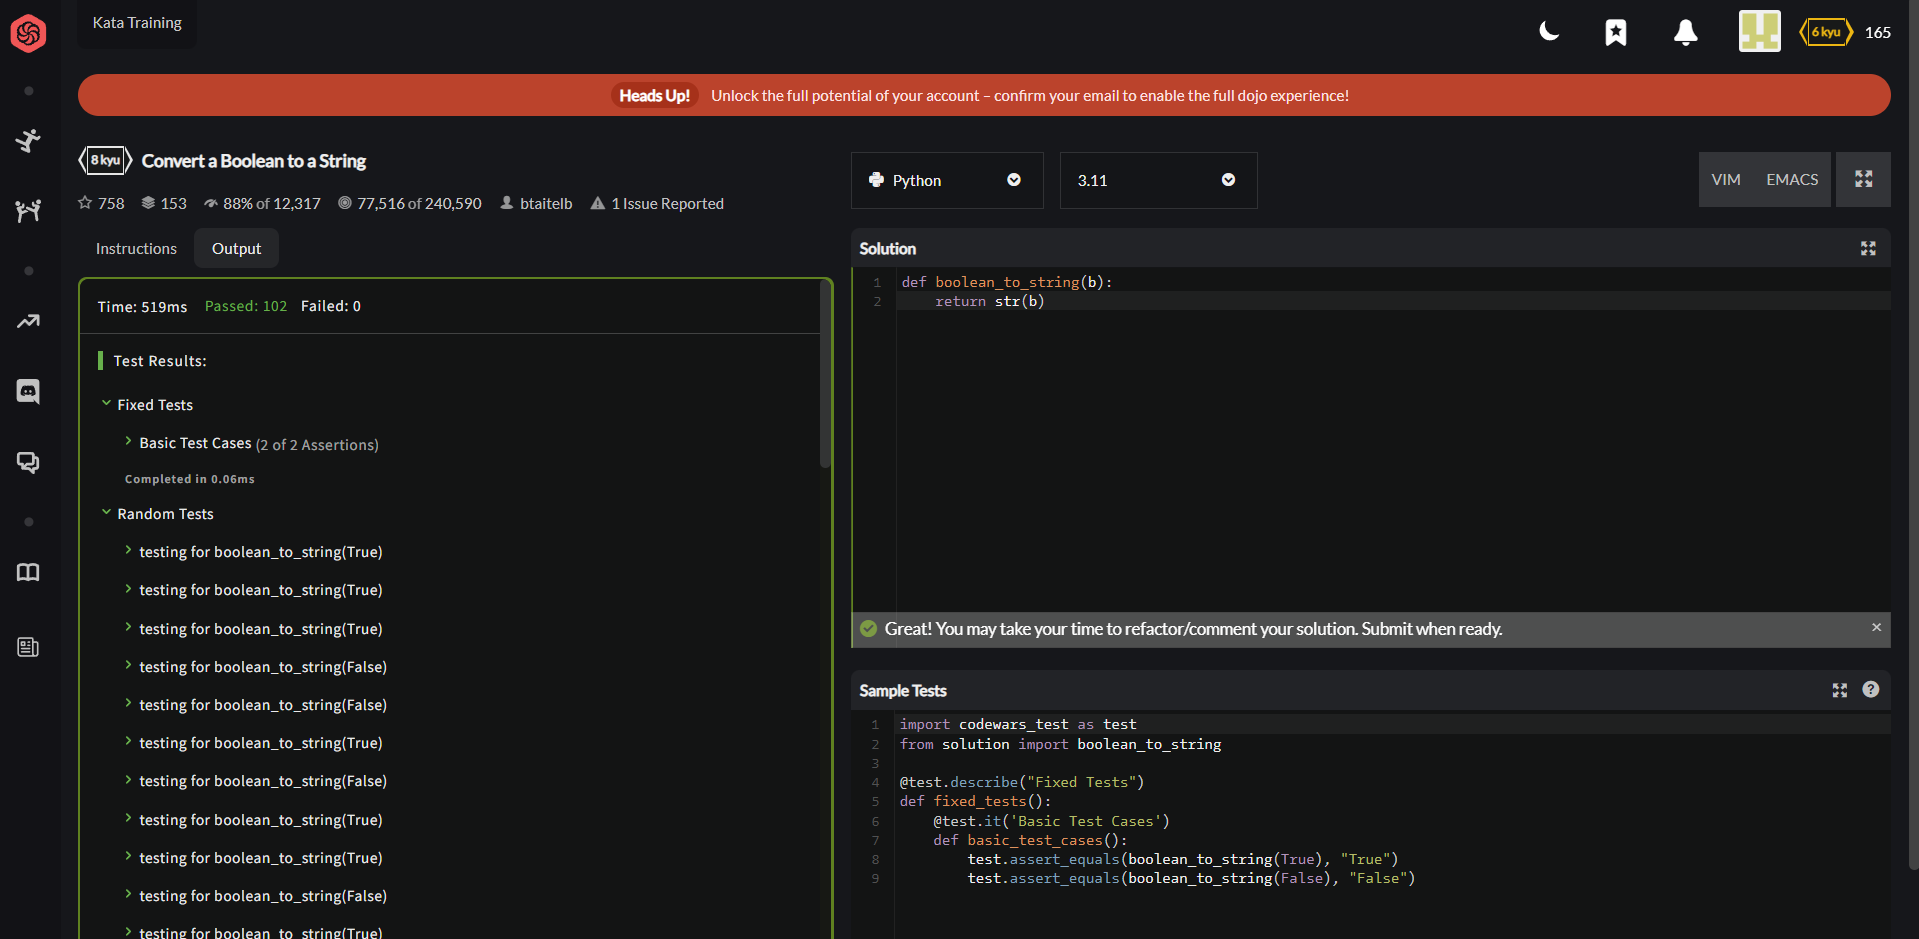 Kata Training
6 kyu
165
Heads Up! Unlock the full potential of your account – confirm your email to enable the full dojo experience!
8 kyu Convert a Boolean to a String
758 153 88% of 12,317 77,516 of 240,590 btaitelb 1 Issue Reported
Instructions
Output
Time: 519ms Passed: 102 Failed: 0
Test Results:
Fixed Tests
Basic Test Cases (2 of 2 Assertions)
Completed in 0.06ms
Random Tests
testing for boolean_to_string(True)
testing for boolean_to_string(True)
testing for boolean_to_string(True)
testing for boolean_to_string(False)
testing for boolean_to_string(False)
testing for boolean_to_string(True)
testing for boolean_to_string(False)
testing for boolean_to_string(True)
testing for boolean_to_string(True)
testing for boolean_to_string(False)
testing for boolean_to_string(True)
Python
3.11
VIM EMACS
Solution
1 def boolean_to_string(b):
2     return str(b)
Great! You may take your time to refactor/comment your solution. Submit when ready.
Sample Tests
1 import codewars_test as test
2 from solution import boolean_to_string
3
4 @test.describe("Fixed Tests")
5 def fixed_tests():
6     @test.it('Basic Test Cases')
7     def basic_test_cases():
8         test.assert_equals(boolean_to_string(True), "True")
9         test.assert_equals(boolean_to_string(False), "False")